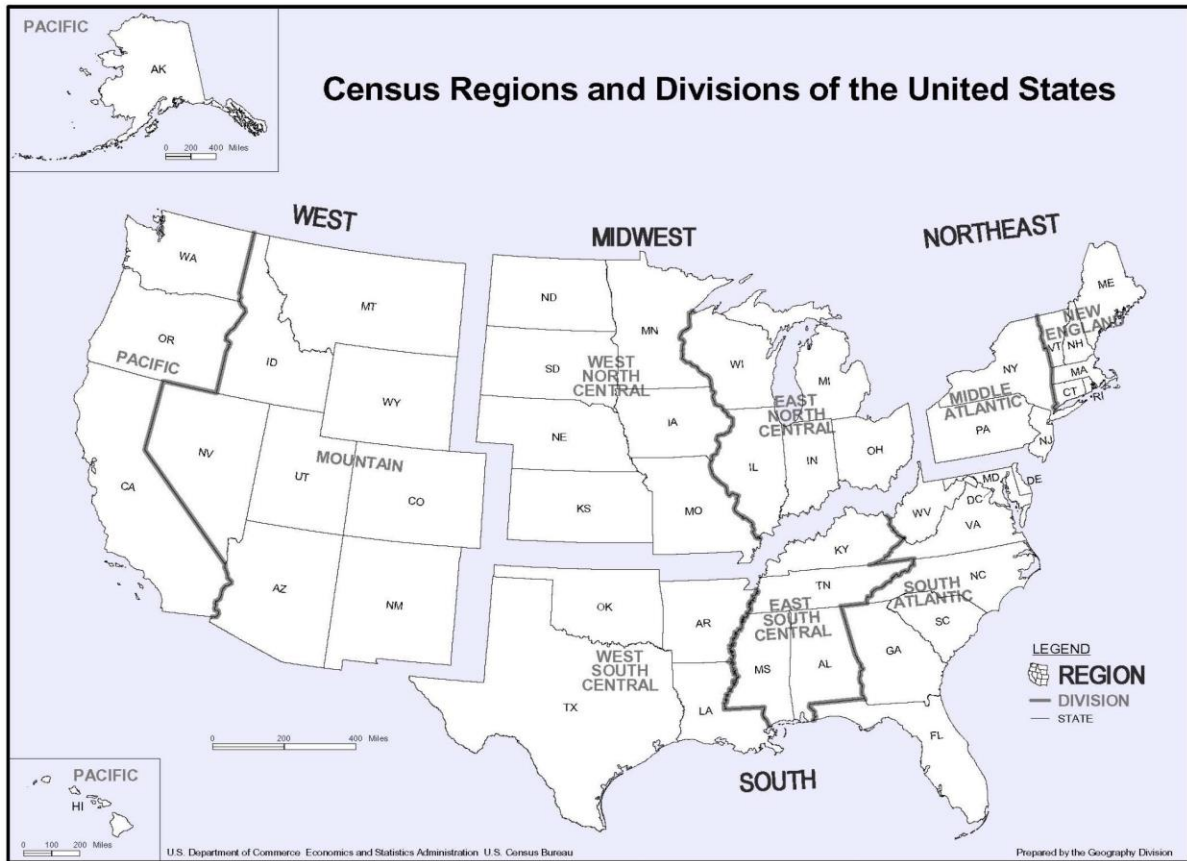 PACIFIC
AK
0 200 400 Miles
Census Regions and Divisions of the United States
WEST
MIDWEST
NORTHEAST
WA
MT
OR
ID
PACIFIC
WY
NV
UT
MOUNTAIN
CO
CA
AZ
NM
ND
MN
SD
WEST
NORTH
CENTRAL
NE
IA
KS
MO
WI
MI
EAST
NORTH
CENTRAL
IL
IN
OH
ME
NEW
ENGLAND
VT
NH
NY
MA
CT
RI
MIDDLE
ATLANTIC
PA
NJ
MD
DE
DC
WV
VA
KY
NC
TN
SOUTH
ATLANTIC
SC
EAST
SOUTH
CENTRAL
OK
AR
WEST
SOUTH
CENTRAL
TX
LA
MS
AL
GA
FL
SOUTH
LEGEND
REGION
DIVISION
STATE
0 200 400 Miles
PACIFIC
HI
0 100 200 Miles
U.S. Department of Commerce Economics and Statistics Administration U.S. Census Bureau
Prepared by the Geography Division